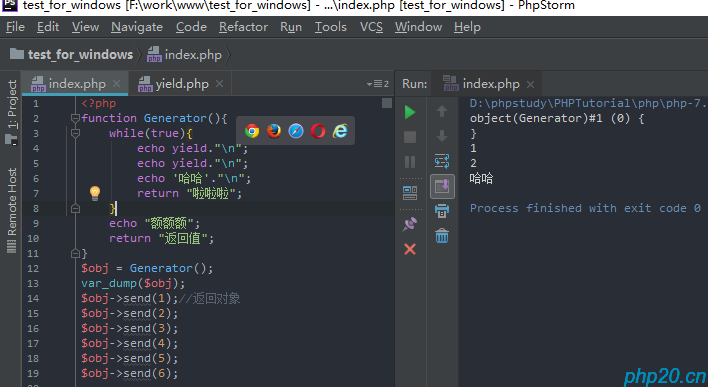 test_for_windows [F:\work\www\test_for_windows] - ...\index.php [test_for_windows] - PhpStorm
File Edit View Navigate Code Refactor Run Tools VCS Window Help
test_for_windows index.php
1: Project
Remote Host
index.php yield.php 2
1 <?php
2 function Generator(){
3 while(true){
4 echo yield."\n";
5 echo yield."\n";
6 echo '哈哈'."\n";
7 return "啦啦啦";
8 }
9 echo "额额额";
10 return "返回值";
11 }
12 $obj = Generator();
13 var_dump($obj);
14 $obj->send(1);//返回对象
15 $obj->send(2);
16 $obj->send(3);
17 $obj->send(4);
18 $obj->send(5);
19 $obj->send(6);
Run: index.php
D:\phpstudy\PHPTutorial\php\php-7.
object(Generator)#1 (0) {
}
1
2
哈哈
Process finished with exit code 0
php20.cn